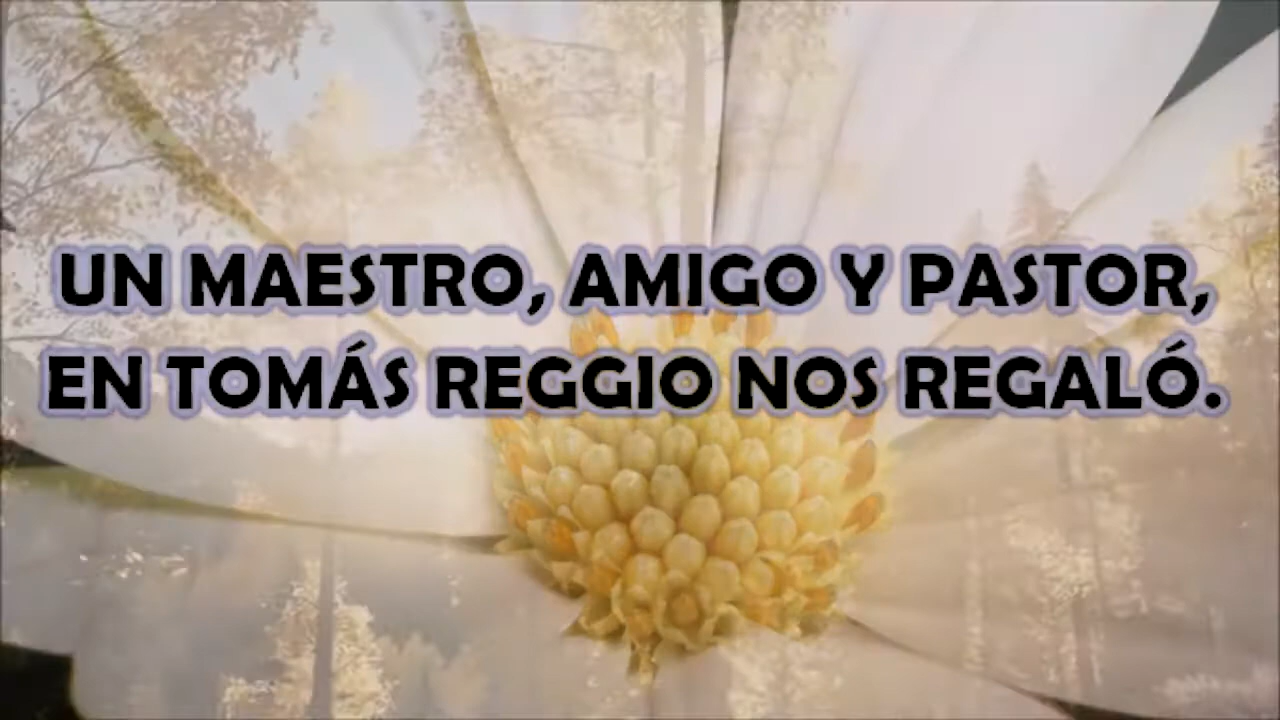 UN MAESTRO, AMIGO Y PASTOR,
EN TOMÁS REGGIO NOS REGALÓ.